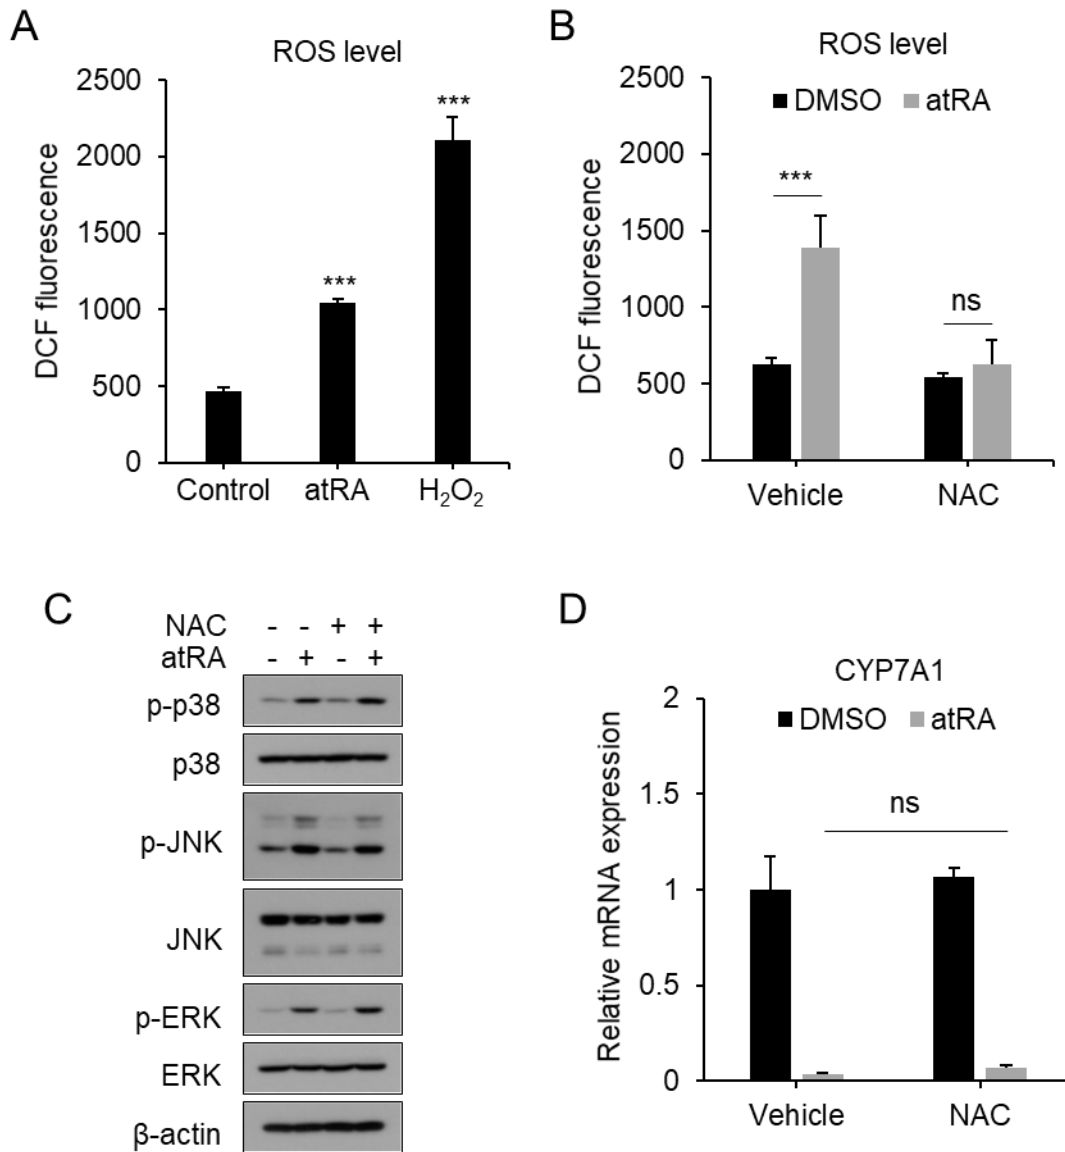 A
ROS level
2500
2000
1500
1000
500
0
DCF fluorescence
***
***
Control atRA H₂O₂
B
ROS level
DMSO atRA
2500
2000
1500
1000
500
0
DCF fluorescence
***
ns
Vehicle NAC
C
NAC - - + +
atRA - + - +
p-p38
p38
p-JNK
JNK
p-ERK
ERK
β-actin
D
CYP7A1
DMSO atRA
2
1.5
1
0.5
0
Relative mRNA expression
ns
Vehicle NAC